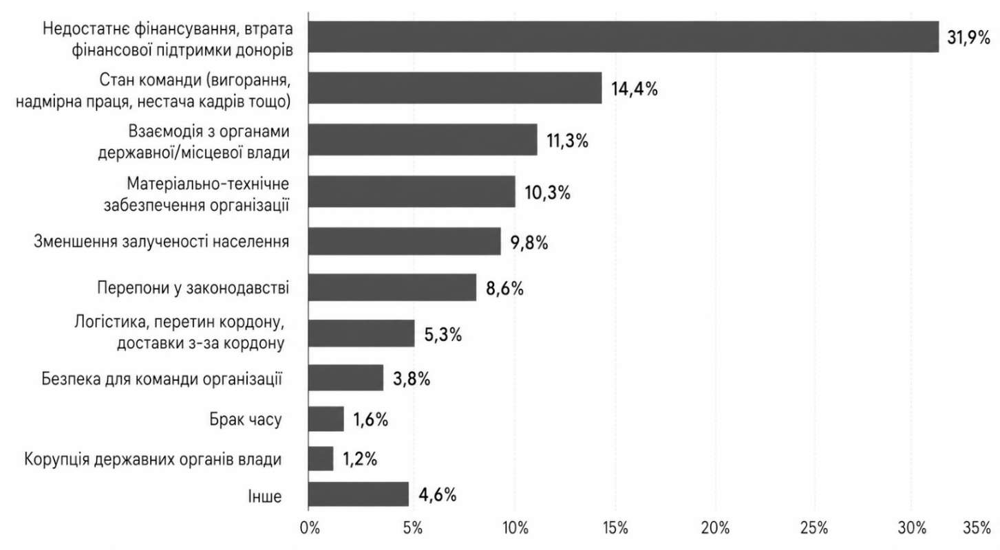 Недостатнє фінансування, втрата
фінансової підтримки донорів
31,9%
Стан команди (вигорання,
надмірна праця, нестача кадрів тощо)
14,4%
Взаємодія з органами
державної/місцевої влади
11,3%
Матеріально-технічне
забезпечення організації
10,3%
Зменшення залученості населення
9,8%
Перепони у законодавстві
8,6%
Логістика, перетин кордону,
доставки з-за кордону
5,3%
Безпека для команди організації
3,8%
Брак часу
1,6%
Корупція державних органів влади
1,2%
Інше
4,6%
0% 5% 10% 15% 20% 25% 30% 35%